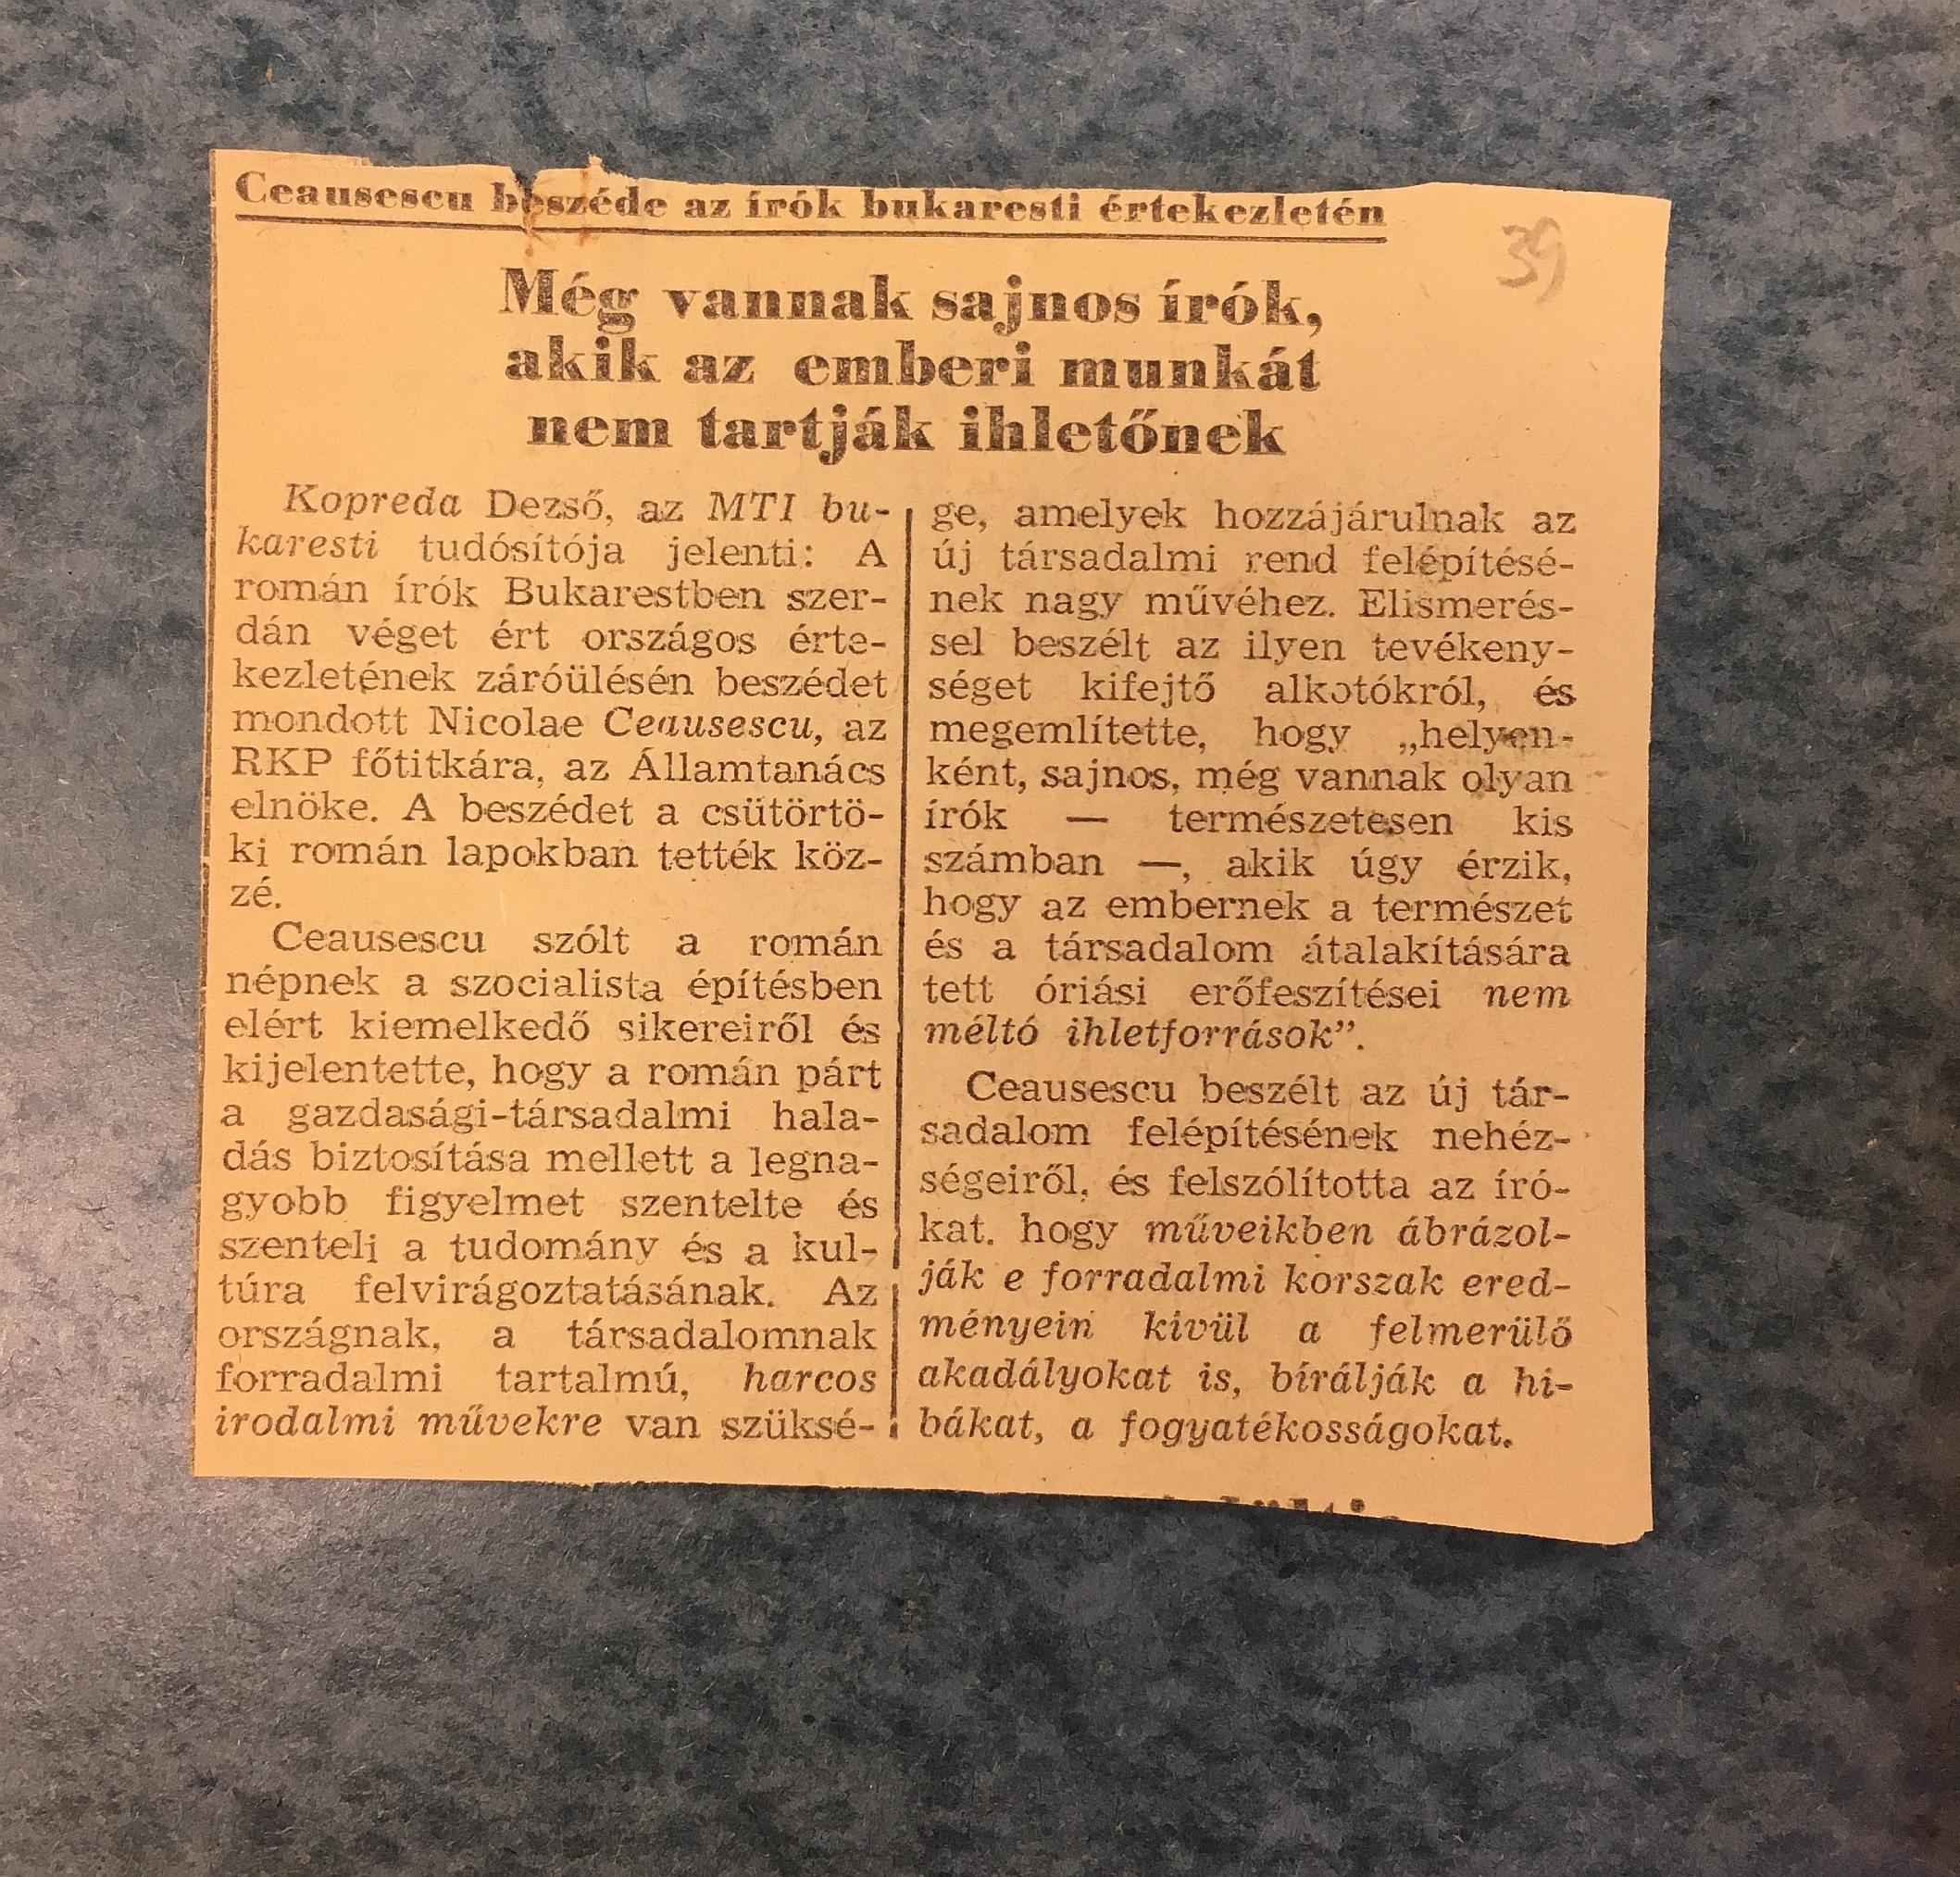 Ceausescu beszéde az írók bukaresti értekezletén
39
Még vannak sajnos írók,
akik az emberi munkát
nem tartják ihletőnek
Kopreda Dezső, az MTI bu-
karesti tudósítója jelenti: A
román írók Bukarestben szer-
dán véget ért országos érte-
kezletének záróülésén beszédet
mondott Nicolae Ceausescu, az
RKP főtitkára, az Államtanács
elnöke. A beszédet a csütörtö-
ki román lapokban tették köz-
zé.
Ceausescu szólt a román
népnek a szocialista építésben
elért kiemelkedő sikereiről és
kijelentette, hogy a román párt
a gazdasági-társadalmi hala-
dás biztosítása mellett a legna-
gyobb figyelmet szentelte és
szenteli a tudomány és a kul-
túra felvirágoztatásának. Az
országnak, a társadalomnak
forradalmi tartalmú, harcos
irodalmi művekre van szüksé-
ge, amelyek hozzájárulnak az
új társadalmi rend felépítésé-
nek nagy művéhez. Elismerés-
sel beszélt az ilyen tevékeny-
séget kifejtő alkotókról, és
megemlítette, hogy „helyen-
ként, sajnos, még vannak olyan
írók — természetesen kis
számban —, akik úgy érzik,
hogy az embernek a természet
és a társadalom átalakítására
tett óriási erőfeszítései nem
méltó ihletforrások”.
Ceausescu beszélt az új tár-
sadalom felépítésének nehéz-
ségeiről, és felszólította az író-
kat, hogy műveikben ábrázol-
ják e forradalmi korszak ered-
ményein kivül a felmerülő
akadályokat is, bírálják a hi-
bákat, a fogyatékosságokat.